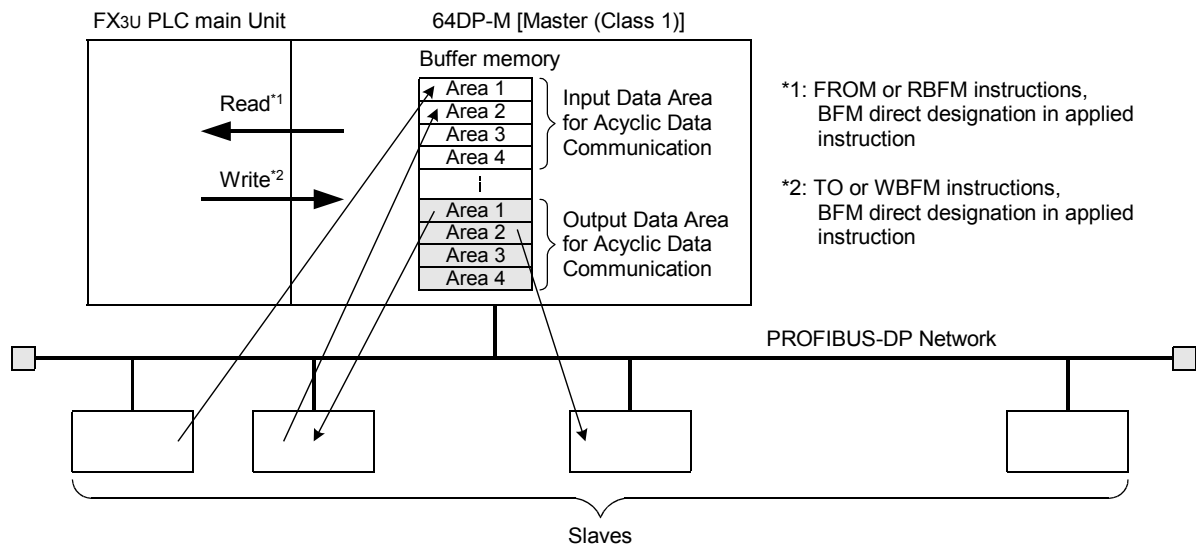 FX3U PLC main Unit
64DP-M [Master (Class 1)]
Buffer memory
Read*1
Write*2
Area 1
Area 2
Area 3
Area 4
Input Data Area
for Acyclic Data
Communication
Area 1
Area 2
Area 3
Area 4
Output Data Area
for Acyclic Data
Communication
*1: FROM or RBFM instructions,
BFM direct designation in applied
instruction
*2: TO or WBFM instructions,
BFM direct designation in applied
instruction
PROFIBUS-DP Network
Slaves